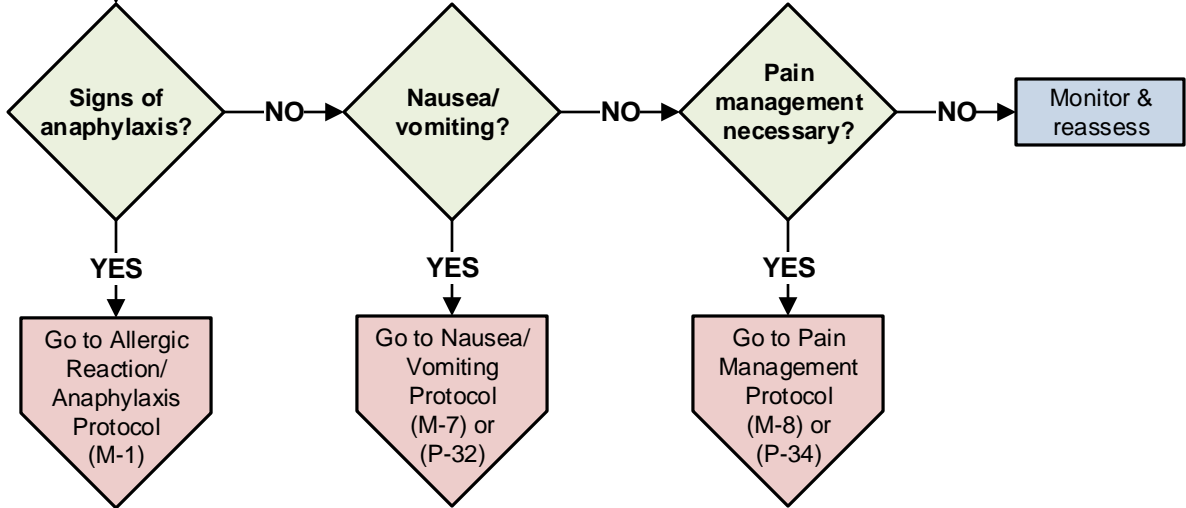 Signs of
anaphylaxis?
NO
Nausea/
vomiting?
NO
Pain
management
necessary?
NO
Monitor &
reassess
YES
YES
YES
Go to Allergic
Reaction/
Anaphylaxis
Protocol
(M-1)
Go to Nausea/
Vomiting
Protocol
(M-7) or
(P-32)
Go to Pain
Management
Protocol
(M-8) or
(P-34)